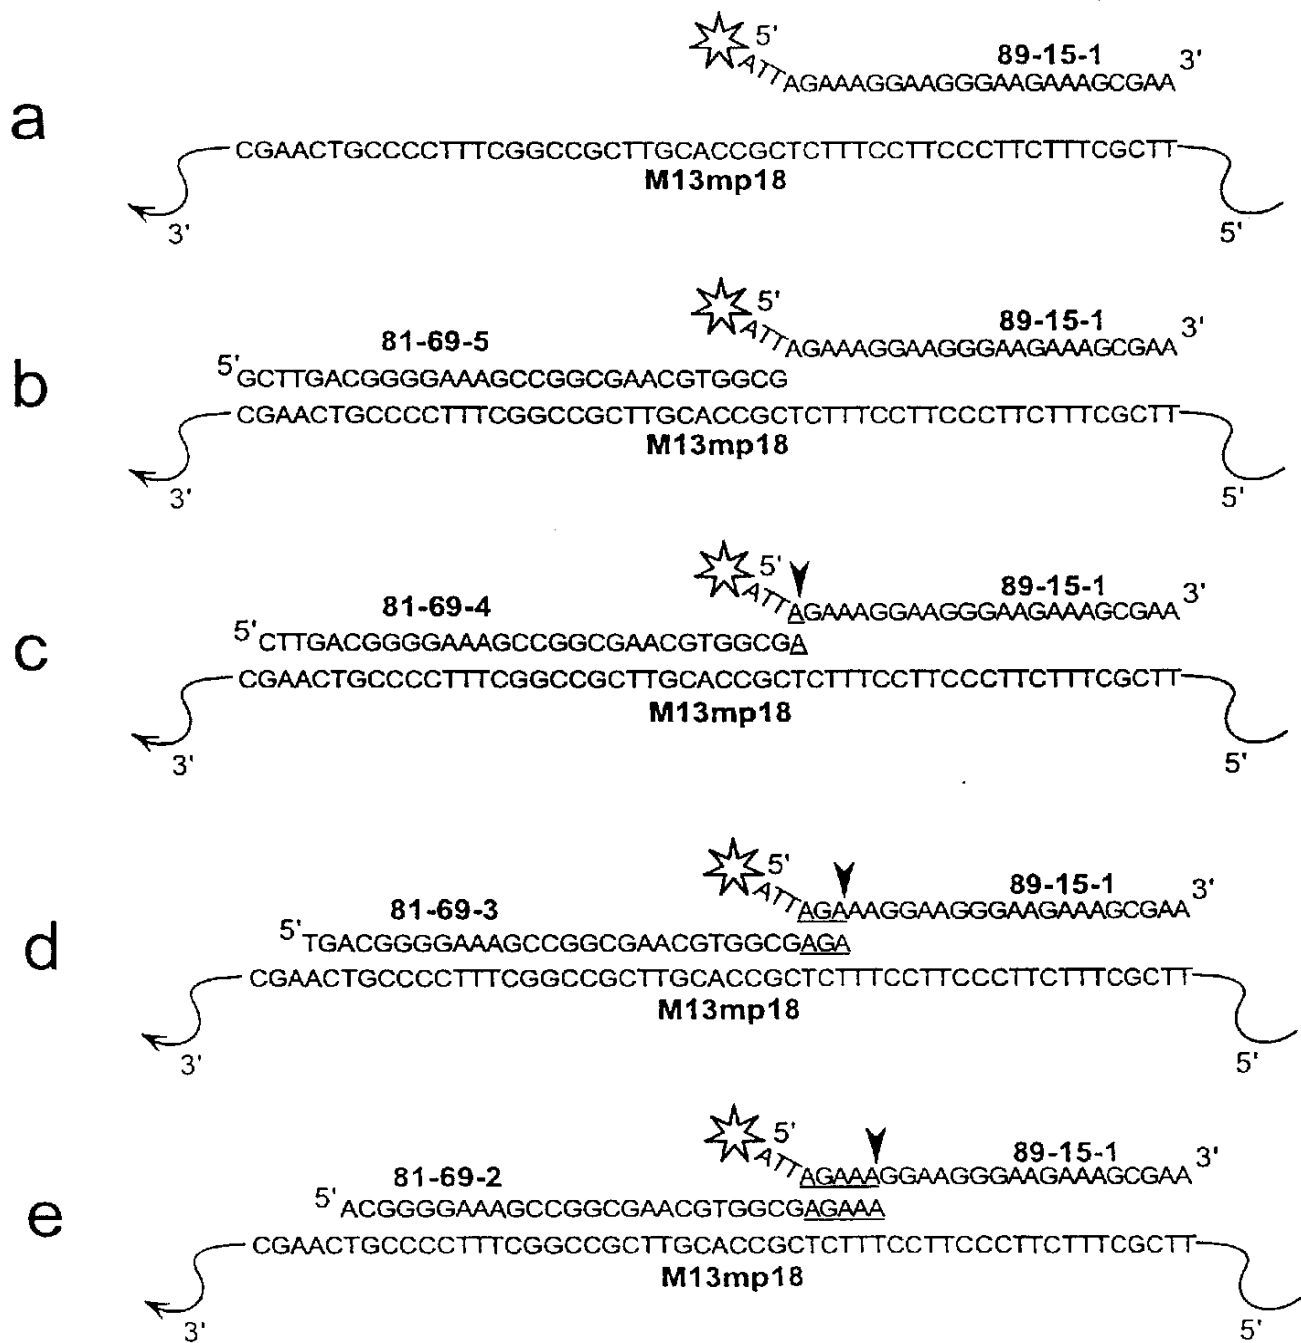 a
5'
89-15-1
3'
ATTAGAAAGGAAGGGAAGAAAGCGAA
CGAACTGCCCCTTTCGGCCGCTTGCACCGCTCTTTCCTTCCCTTCTTTCGCTT
M13mp18
3'
5'
b
81-69-5
5'
89-15-1
3'
ATTAGAAAGGAAGGGAAGAAAGCGAA
5'
GCTTGACGGGGAAAGCCGGCGAACGTGGCG
CGAACTGCCCCTTTCGGCCGCTTGCACCGCTCTTTCCTTCCCTTCTTTCGCTT
M13mp18
3'
5'
c
81-69-4
5'
89-15-1
3'
ATTAGAAAGGAAGGGAAGAAAGCGAA
5'
CTTGACGGGGAAAGCCGGCGAACGTGGCGA
CGAACTGCCCCTTTCGGCCGCTTGCACCGCTCTTTCCTTCCCTTCTTTCGCTT
M13mp18
3'
5'
d
81-69-3
5'
89-15-1
3'
ATTAGAAAGGAAGGGAAGAAAGCGAA
5'
TGACGGGGAAAGCCGGCGAACGTGGCGAGA
CGAACTGCCCCTTTCGGCCGCTTGCACCGCTCTTTCCTTCCCTTCTTTCGCTT
M13mp18
3'
5'
e
81-69-2
5'
89-15-1
3'
ATTAGAAAGGAAGGGAAGAAAGCGAA
5'
ACGGGGAAAGCCGGCGAACGTGGCGAGAAA
CGAACTGCCCCTTTCGGCCGCTTGCACCGCTCTTTCCTTCCCTTCTTTCGCTT
M13mp18
3'
5'